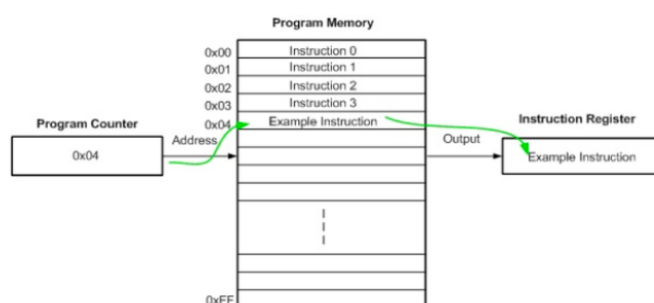 Program Memory
0x00 Instruction 0
0x01 Instruction 1
0x02 Instruction 2
0x03 Instruction 3
0x04 Example Instruction
Program Counter
0x04
Address
Output
Instruction Register
Example Instruction
0xFF